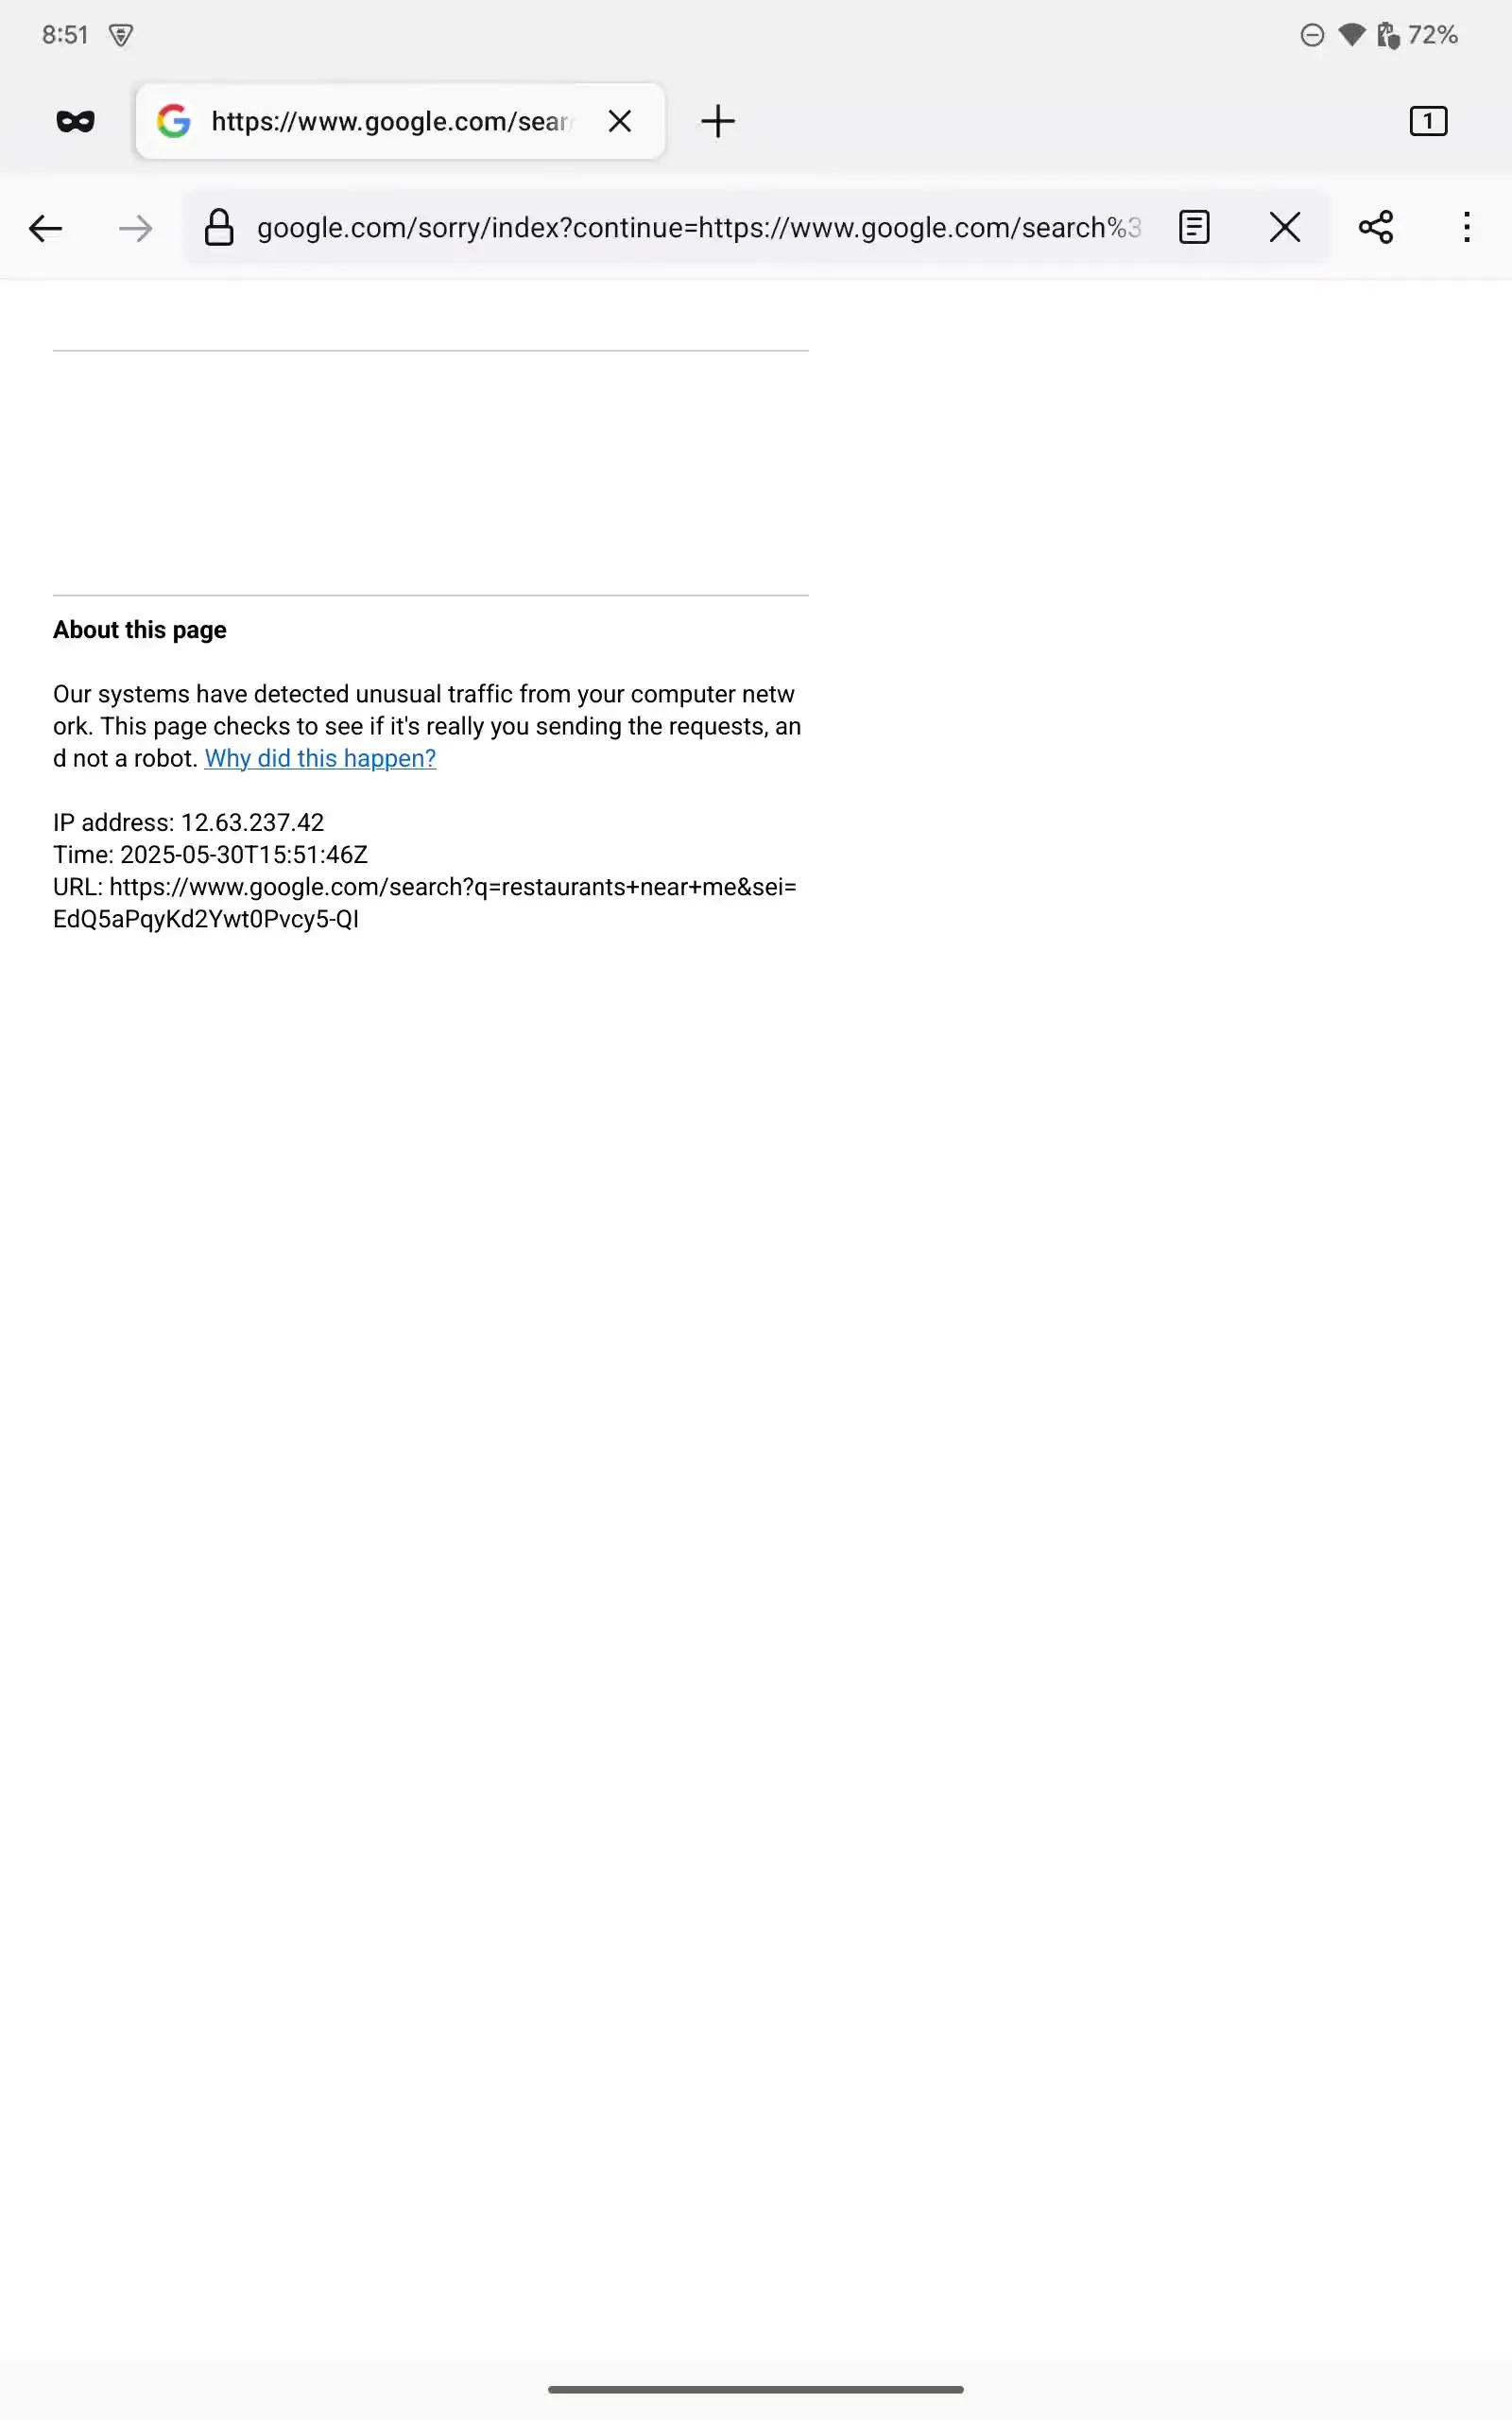 8:51
72%
https://www.google.com/sear
1
google.com/sorry/index?continue=https://www.google.com/search%3
About this page
Our systems have detected unusual traffic from your computer netw
ork. This page checks to see if it's really you sending the requests, an
d not a robot. Why did this happen?
IP address: 12.63.237.42
Time: 2025-05-30T15:51:46Z
URL: https://www.google.com/search?q=restaurants+near+me&sei=
EdQ5aPqyKd2Ywt0Pvcy5-QI